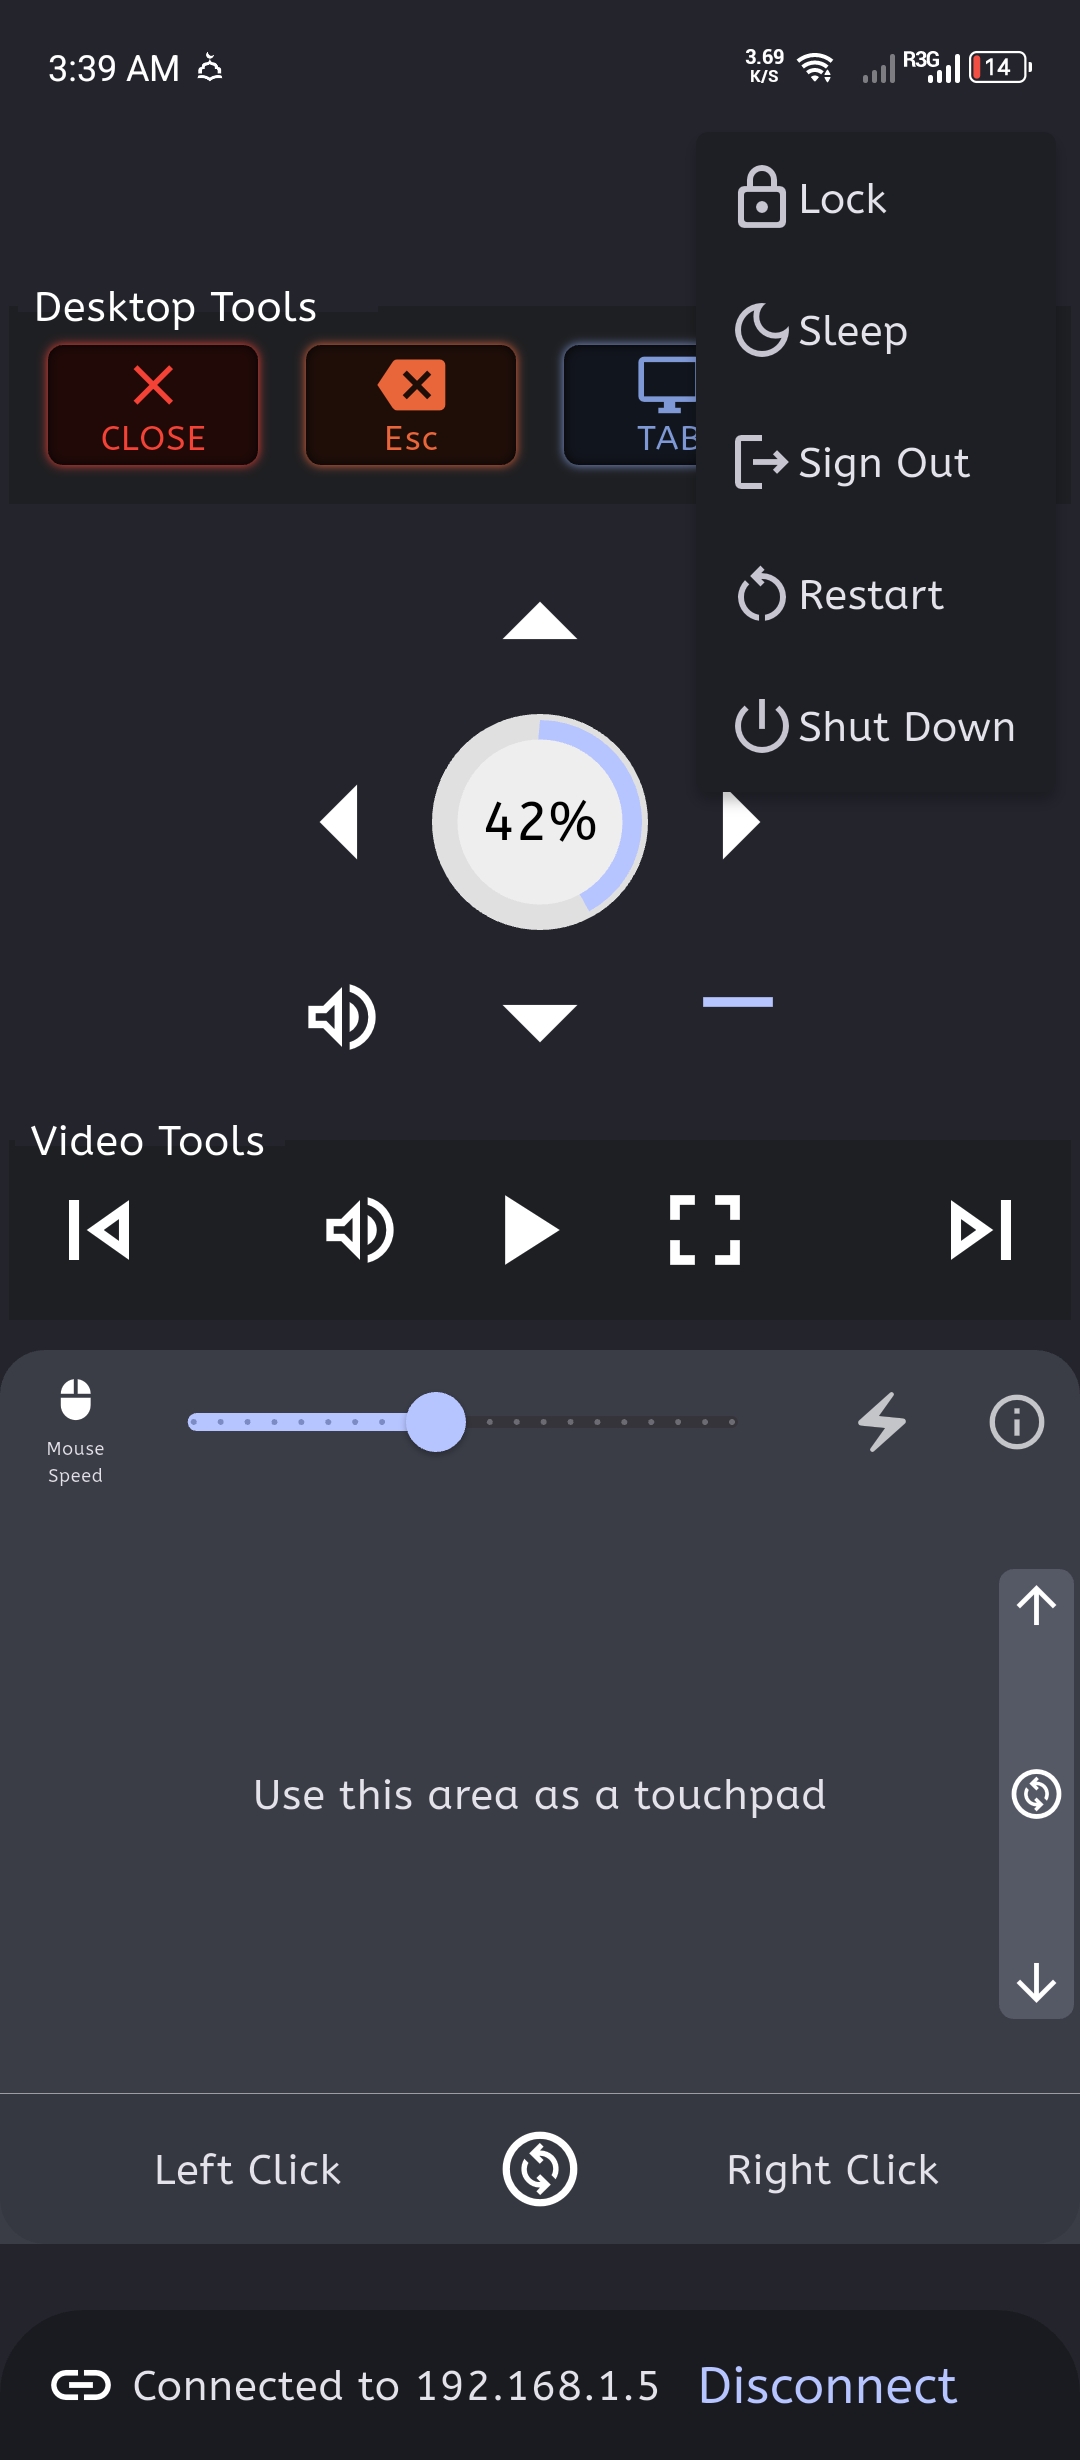 3:39 AM
3.69
K/S
R3G
14
Lock
Sleep
Sign Out
Restart
Shut Down
Desktop Tools
CLOSE
Esc
TAB
42%
Video Tools
Mouse
Speed
Use this area as a touchpad
Left Click
Right Click
Connected to 192.168.1.5
Disconnect